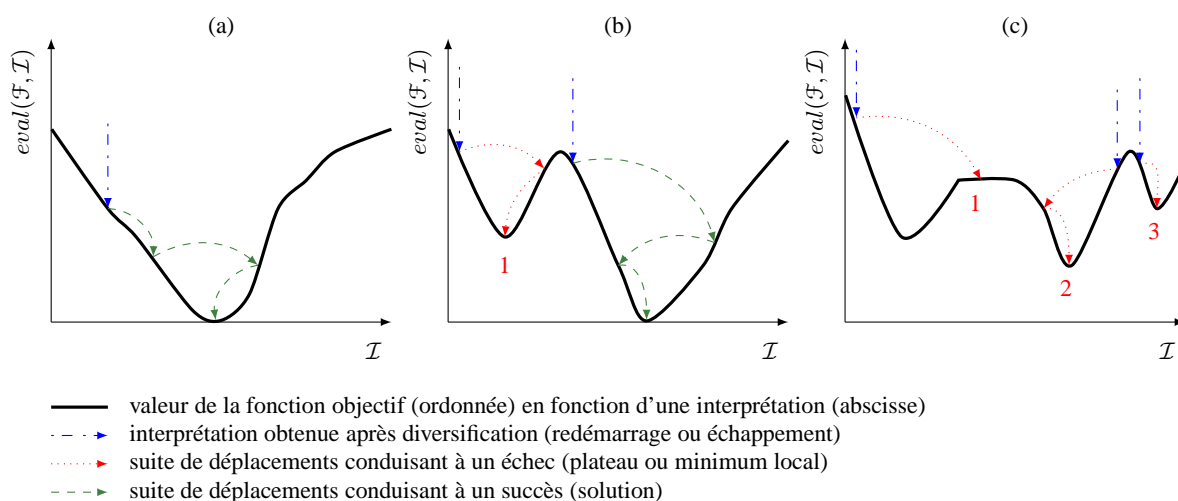 (a)
(b)
(c)
eval(ℱ, ℐ)
eval(ℱ, ℐ)
eval(ℱ, ℐ)
1
1
2
3
ℐ
ℐ
ℐ
valeur de la fonction objectif (ordonnée) en fonction d'une interprétation (abscisse)
interprétation obtenue après diversification (redémarrage ou échappement)
suite de déplacements conduisant à un échec (plateau ou minimum local)
suite de déplacements conduisant à un succès (solution)